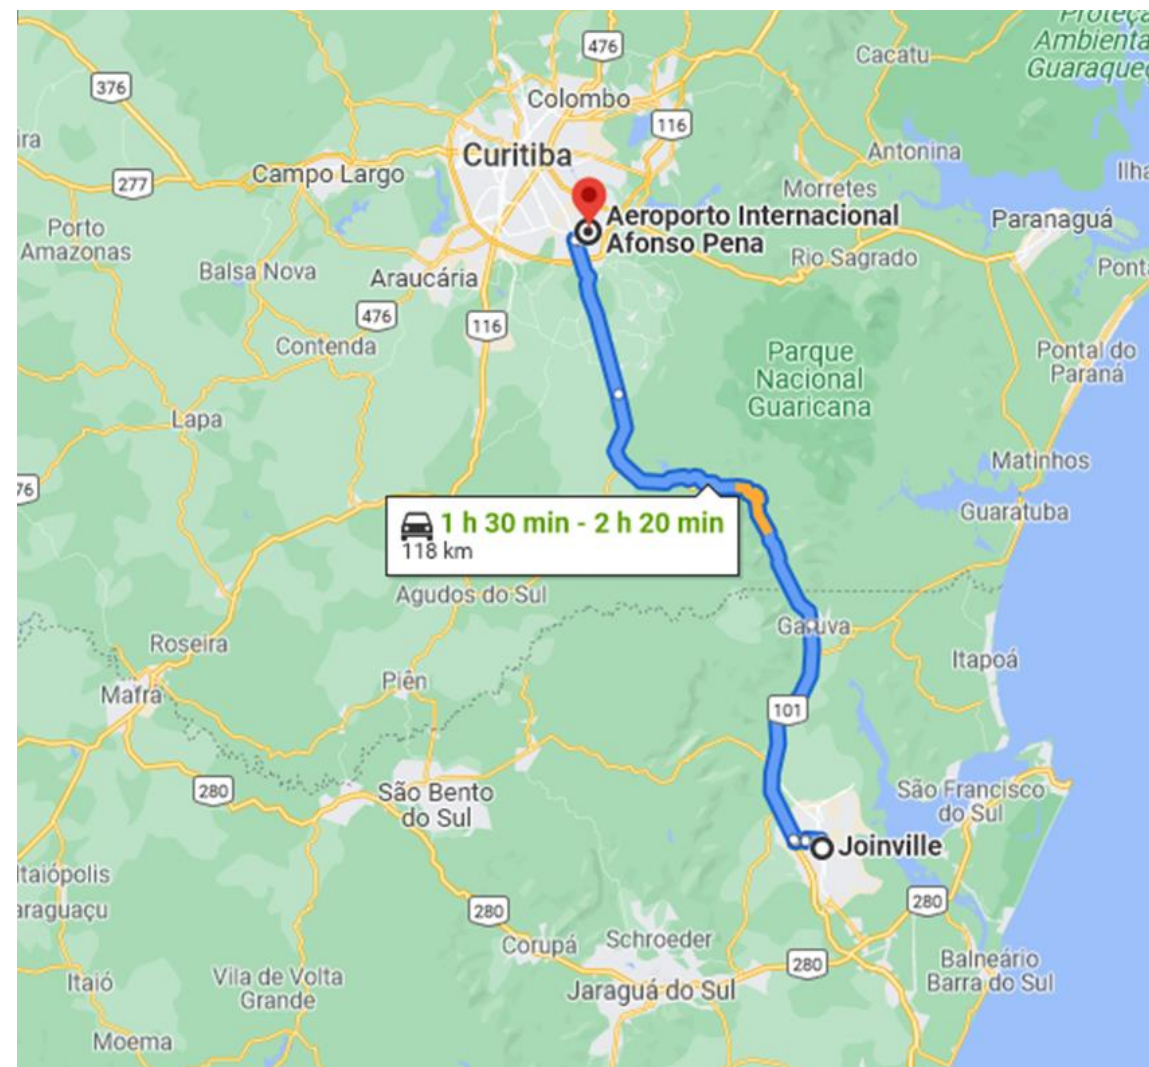 Proteça
Ambienta
Guaraqueç
476
Cacatu
376
Colombo
116
ira
Curitiba
Antonina
Ilha
277
Campo Largo
Morretes
Porto
Amazonas
Aeroporto Internacional
Afonso Pena
Paranaguá
Balsa Nova
Araucária
Rio Sagrado
Pont
476
116
Contenda
Parque
Nacional
Guaricana
Pontal do
Paraná
Lapa
Matinhos
76
Guaratuba
1 h 30 min - 2 h 20 min
118 km
Agudos do Sul
Garuva
Roseira
Itapoá
Piên
Mafra
101
280
São Bento
do Sul
São Francisco
do Sul
Joinville
Itaiópolis
araguaçu
280
280
Corupá
Schroeder
280
Balneário
Barra do Sul
Itaió
Vila de Volta
Grande
Jaraguá do Sul
Moema